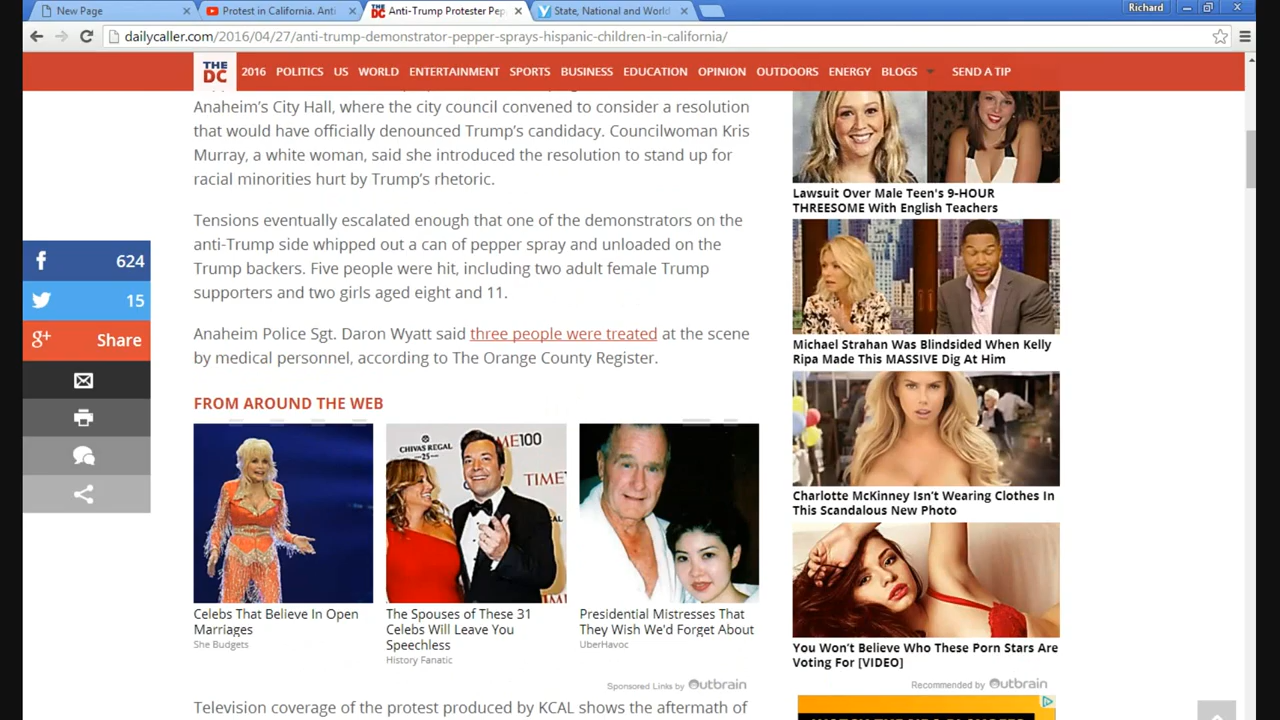 New Page
Protest in California. Anti
Anti-Trump Protester Pep
State, National and World
Richard
dailycaller.com/2016/04/27/anti-trump-demonstrator-pepper-sprays-hispanic-children-in-california/
THE DC
2016 POLITICS US WORLD ENTERTAINMENT SPORTS BUSINESS EDUCATION OPINION OUTDOORS ENERGY BLOGS SEND A TIP
Anaheim's City Hall, where the city council convened to consider a resolution
that would have officially denounced Trump's candidacy. Councilwoman Kris
Murray, a white woman, said she introduced the resolution to stand up for
racial minorities hurt by Trump's rhetoric.
Tensions eventually escalated enough that one of the demonstrators on the
anti-Trump side whipped out a can of pepper spray and unloaded on the
Trump backers. Five people were hit, including two adult female Trump
supporters and two girls aged eight and 11.
Anaheim Police Sgt. Daron Wyatt said three people were treated at the scene
by medical personnel, according to The Orange County Register.
624
15
Share
FROM AROUND THE WEB
CHIVAS REGAL
25
TIME100
TIME
Celebs That Believe In Open
Marriages
She Budgets
The Spouses of These 31
Celebs Will Leave You
Speechless
History Fanatic
Presidential Mistresses That
They Wish We'd Forget About
UberHavoc
Sponsored Links by Outbrain
Television coverage of the protest produced by KCAL shows the aftermath of
Lawsuit Over Male Teen's 9-HOUR
THREESOME With English Teachers
Michael Strahan Was Blindsided When Kelly
Ripa Made This MASSIVE Dig At Him
Charlotte McKinney Isn't Wearing Clothes In
This Scandalous New Photo
You Won't Believe Who These Porn Stars Are
Voting For [VIDEO]
Recommended by Outbrain